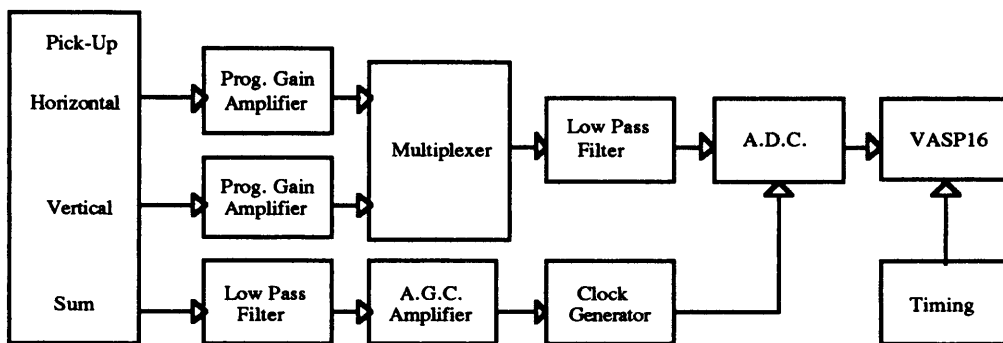 Pick-Up
Horizontal
Vertical
Sum
Prog. Gain
Amplifier
Prog. Gain
Amplifier
Low Pass
Filter
Multiplexer
A.G.C.
Amplifier
Low Pass
Filter
Clock
Generator
A.D.C.
VASP16
Timing